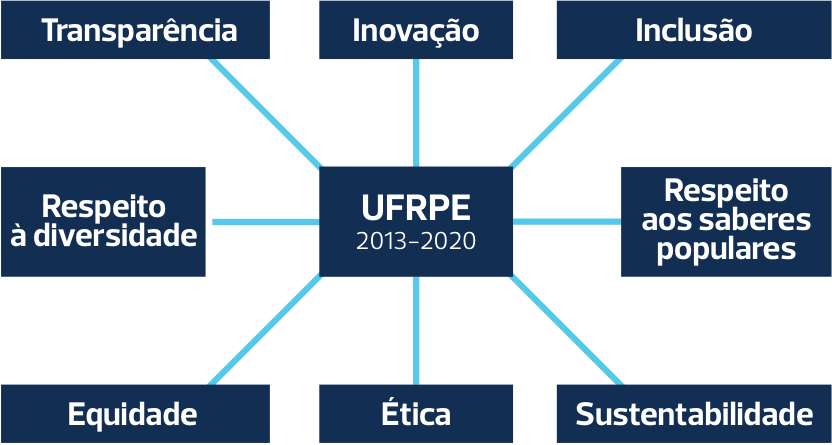 Transparência
Inovação
Inclusão
Respeito
à diversidade
UFRPE
2013-2020
Respeito
aos saberes
populares
Equidade
Ética
Sustentabilidade